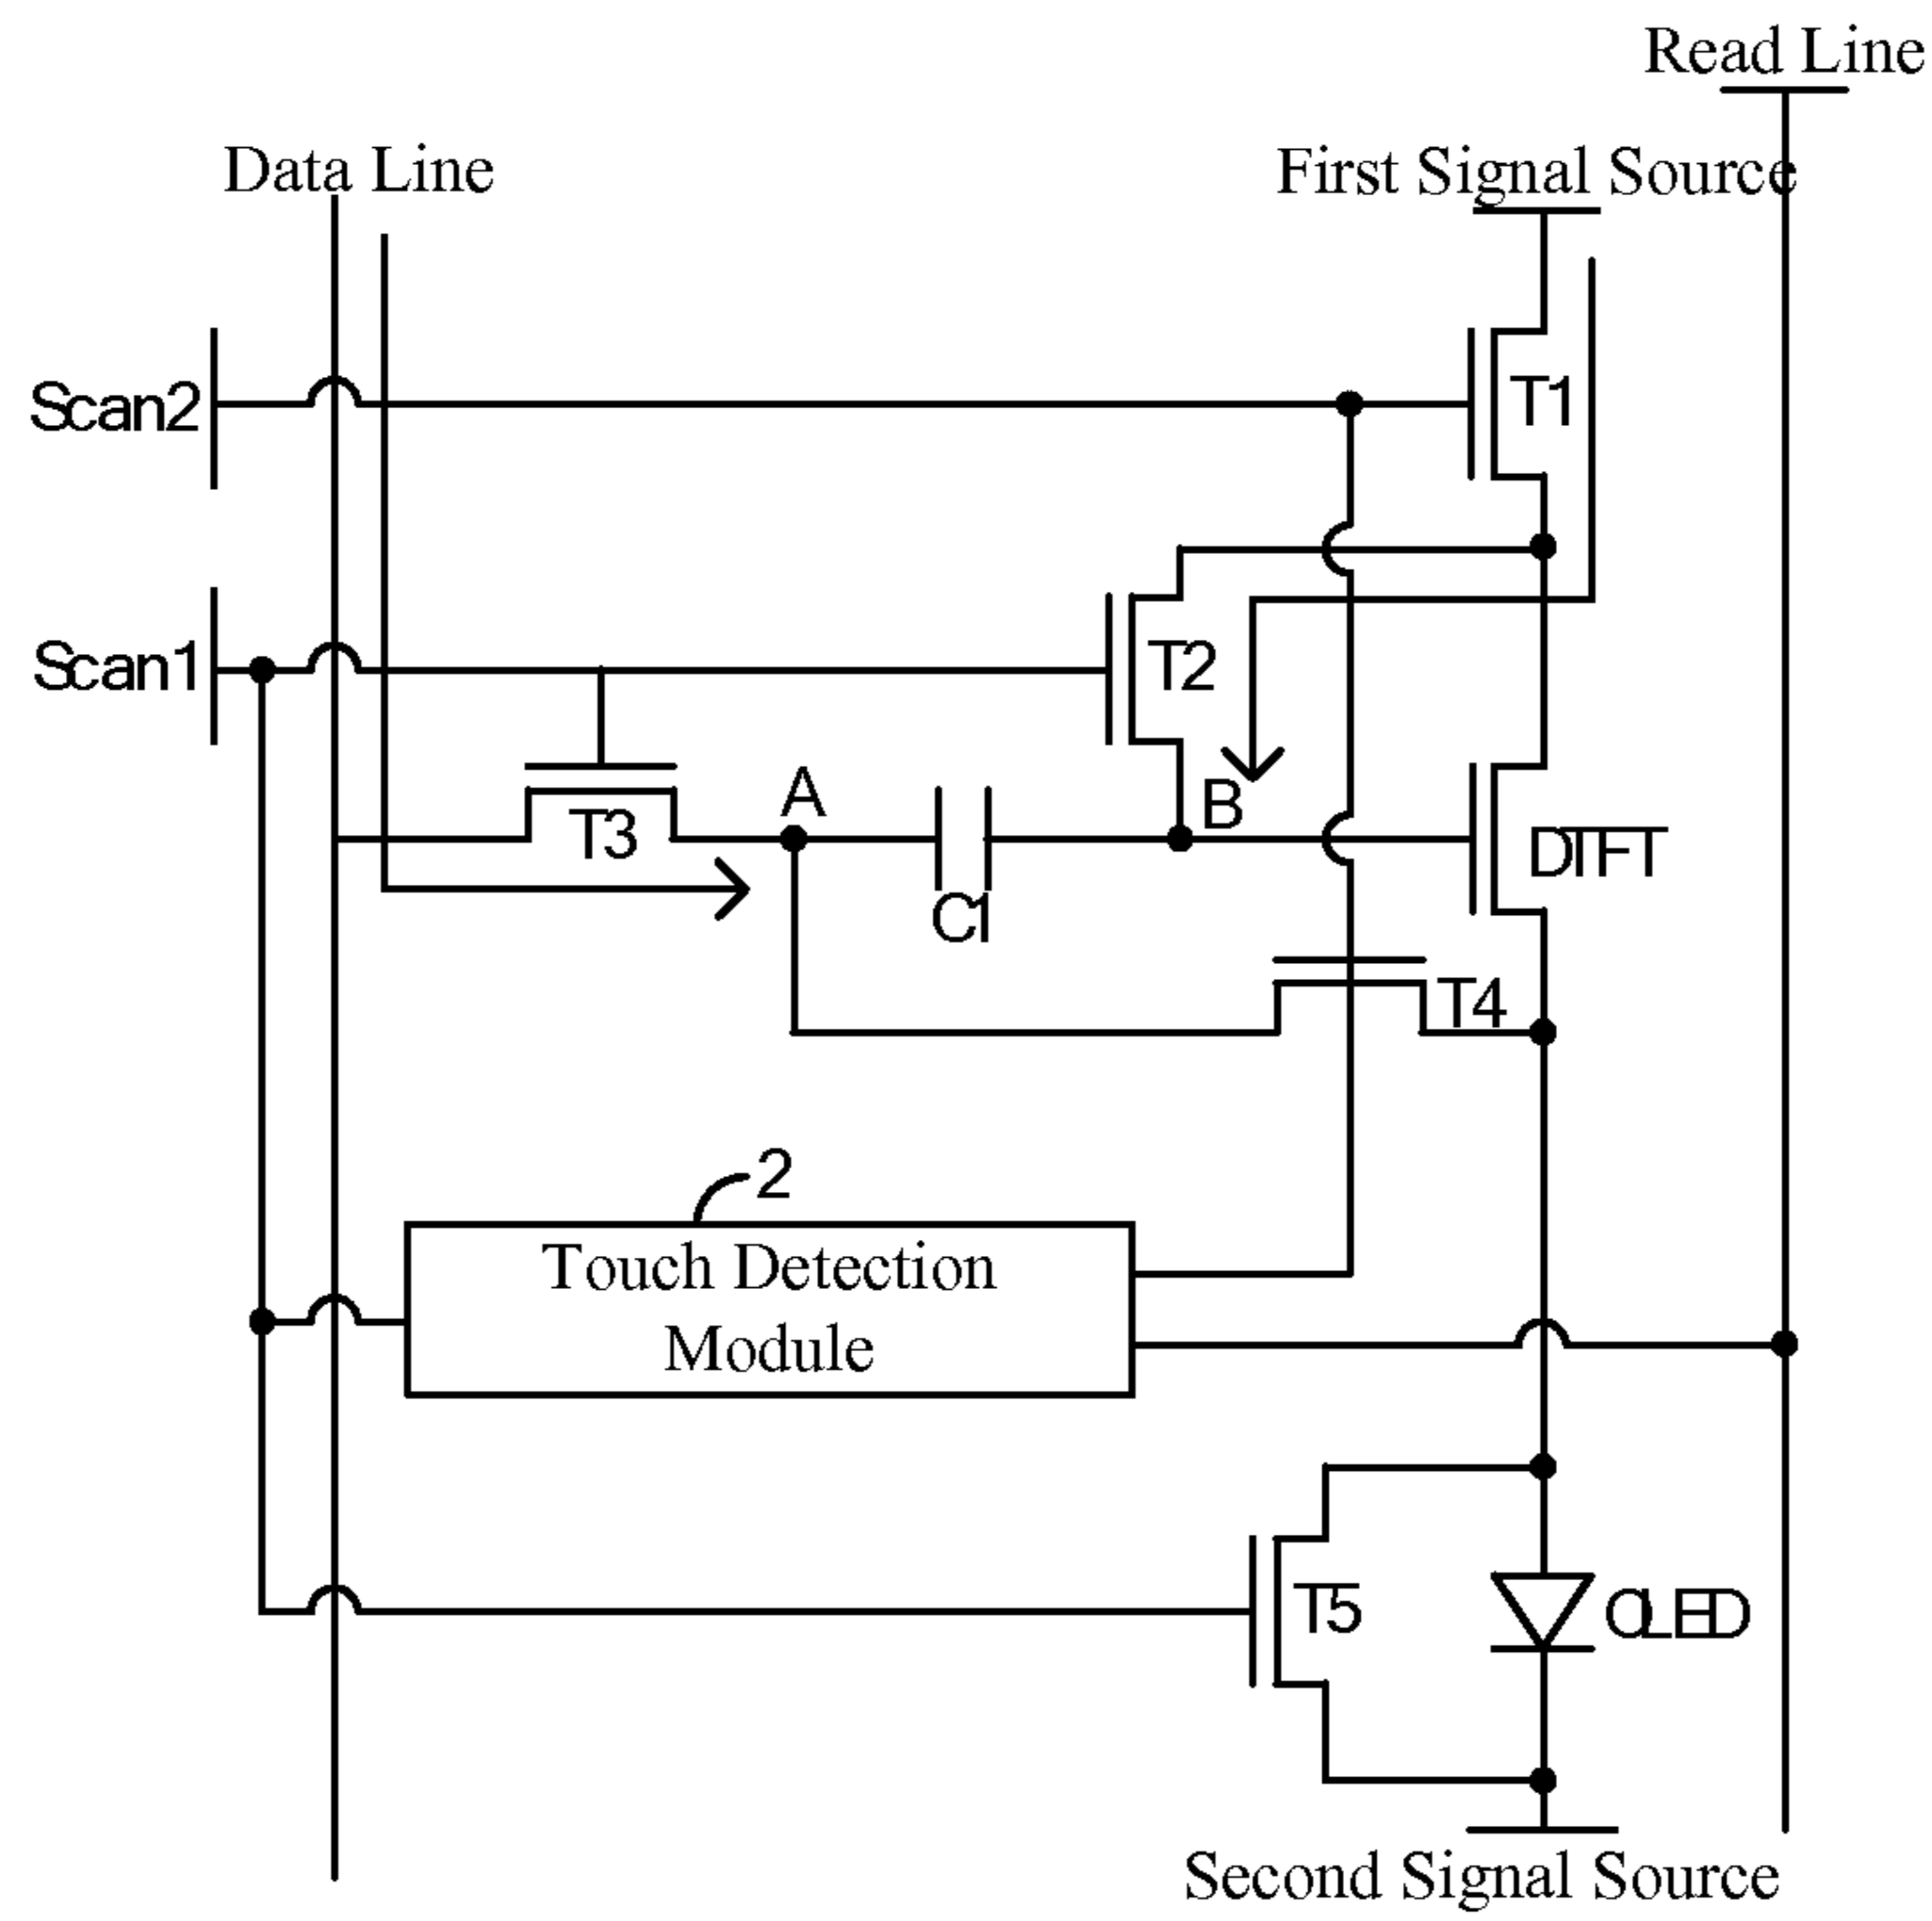 Read Line
Data Line
First Signal Source
Scan2
T1
Scan1
T2
A
B
T3
DTFT
C1
T4
2
Touch Detection
Module
T5
OLED
Second Signal Source